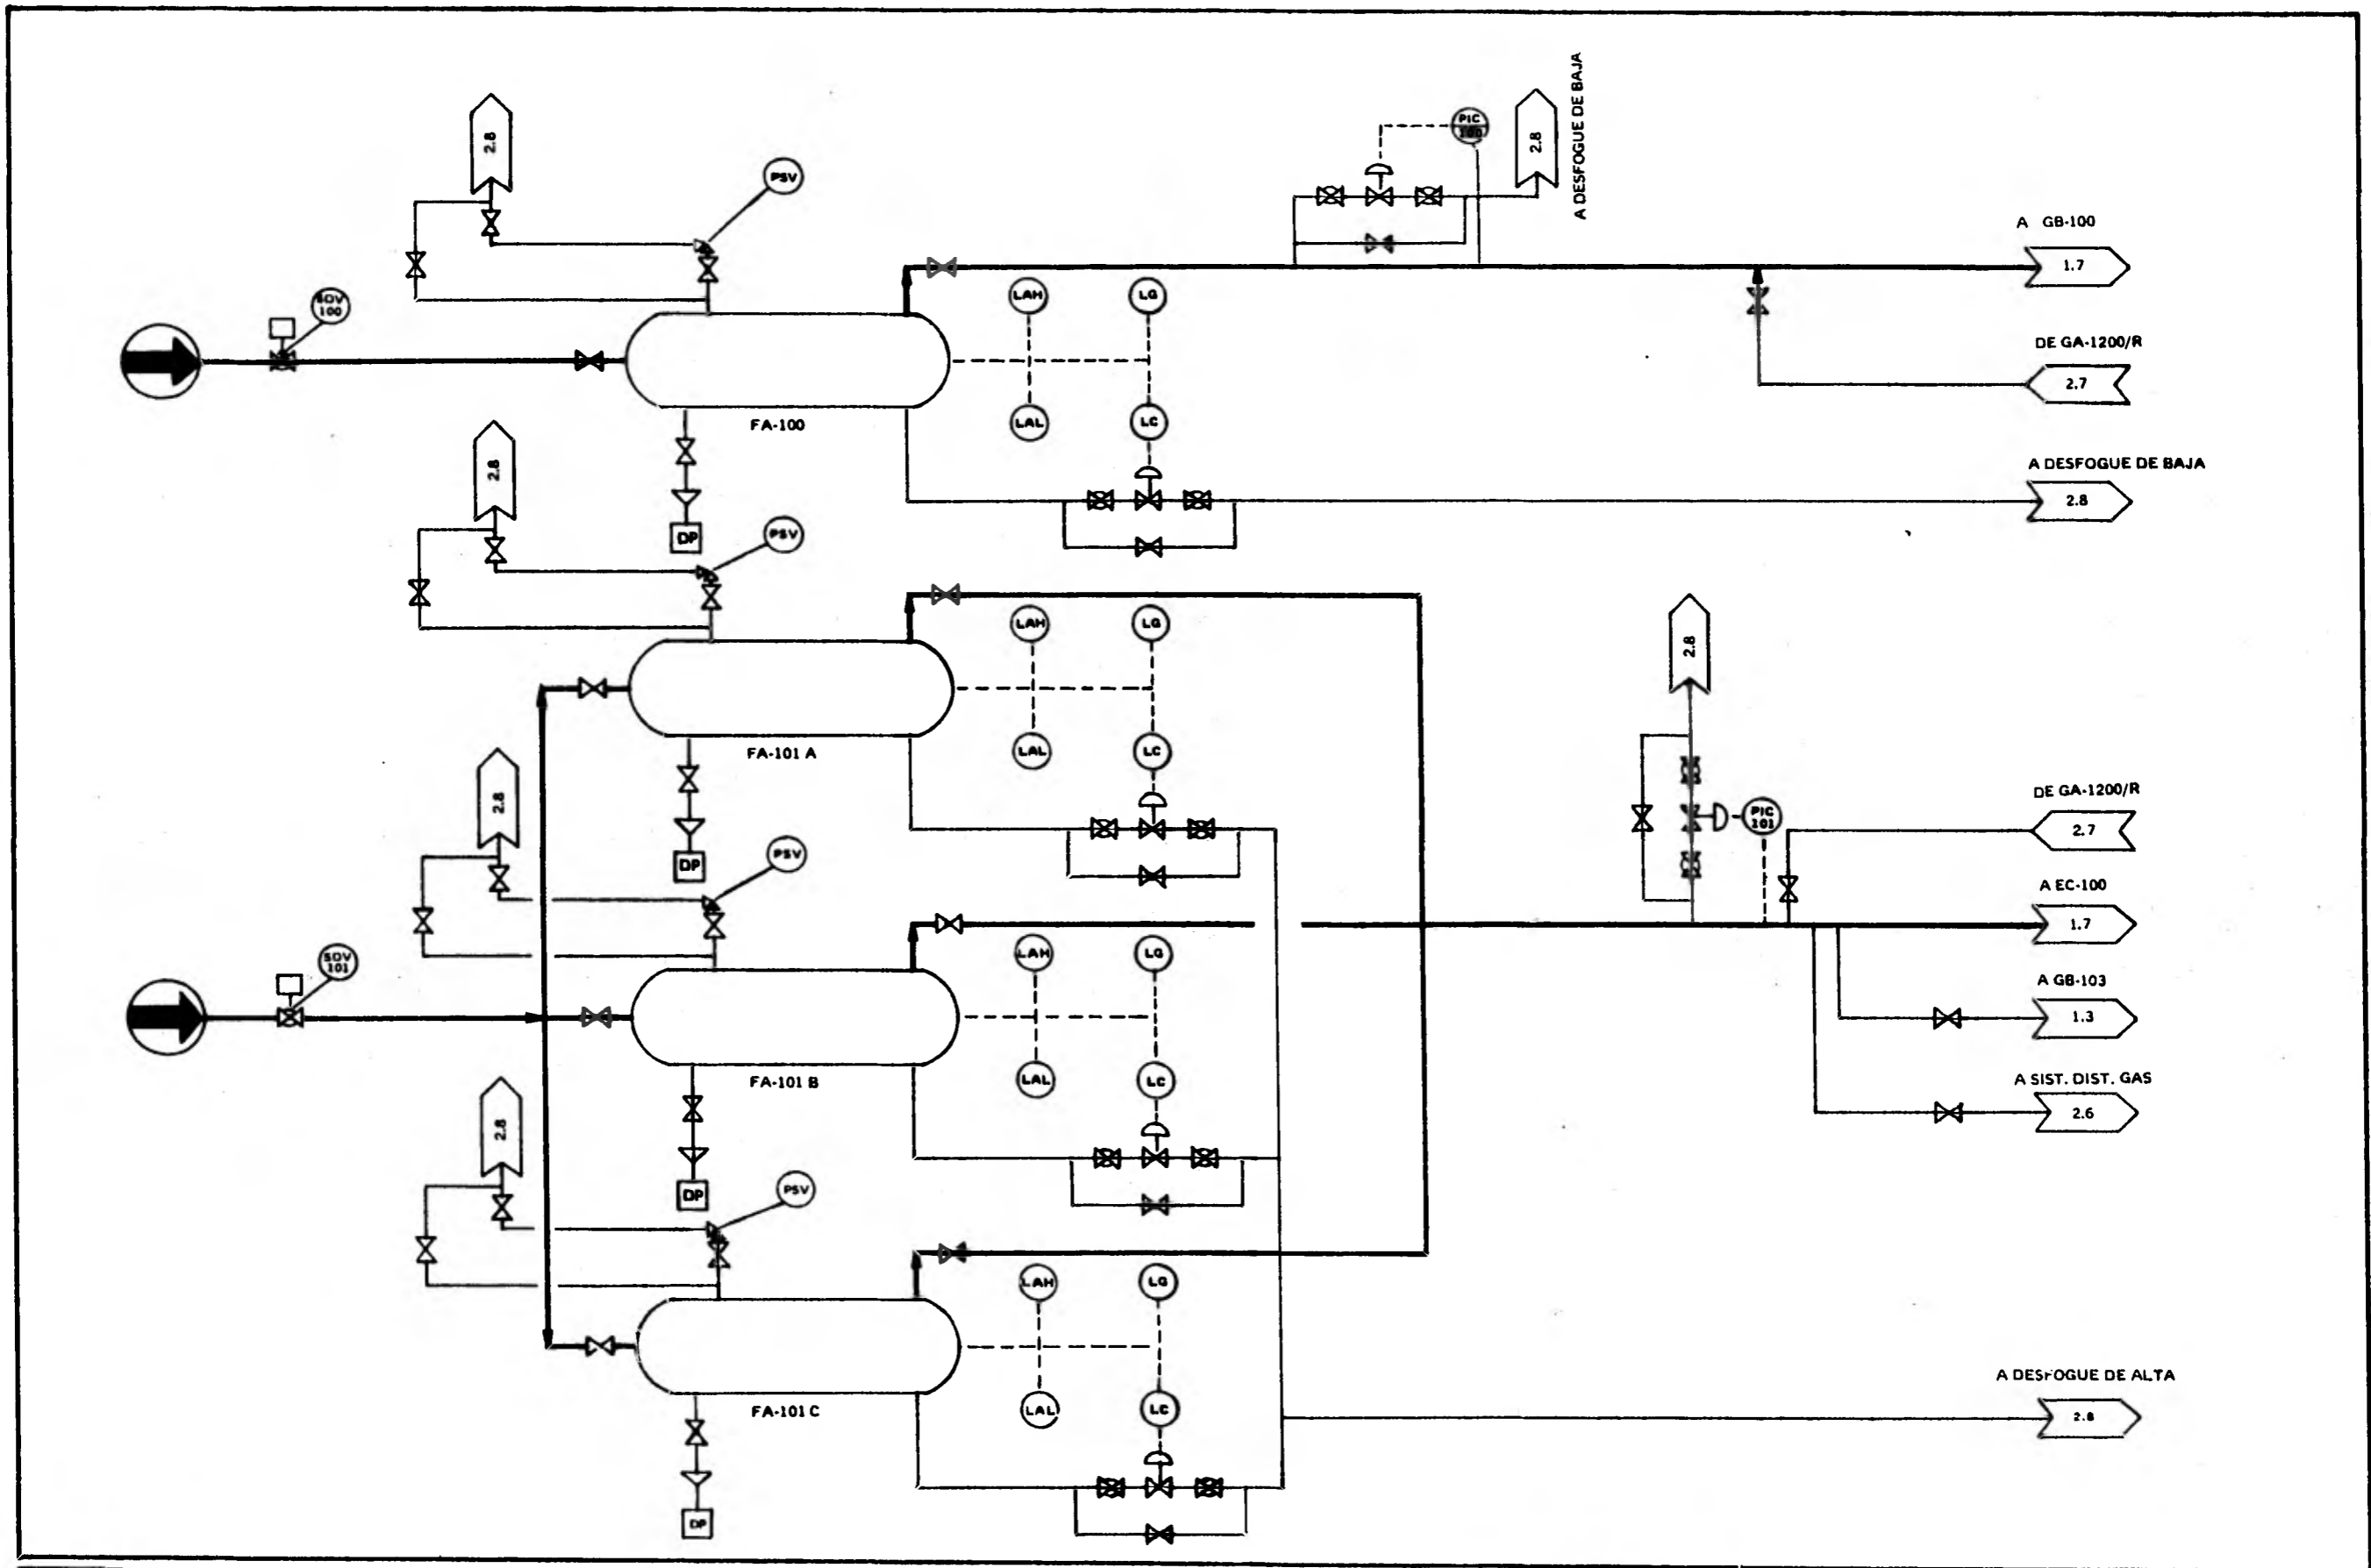 A DESFOGUE DE BAJA
2.8
PIC
100
2.8
PSV
A GB-100
1.7
SDV
100
LAH
LG
DE GA-1200/R
2.7
FA-100
LAL
LC
A DESFOGUE DE BAJA
2.8
2.8
DP
PSV
LAH
LG
2.8
FA-101 A
LAL
LC
2.8
DE GA-1200/R
2.7
PIC
101
DP
PSV
A EC-100
1.7
SDV
101
LAH
LG
A GB-103
1.3
FA-101 B
LAL
LC
A SIST. DIST. GAS
2.6
2.8
DP
PSV
LAH
LG
A DESFOGUE DE ALTA
2.8
FA-101 C
LAL
LC
DP